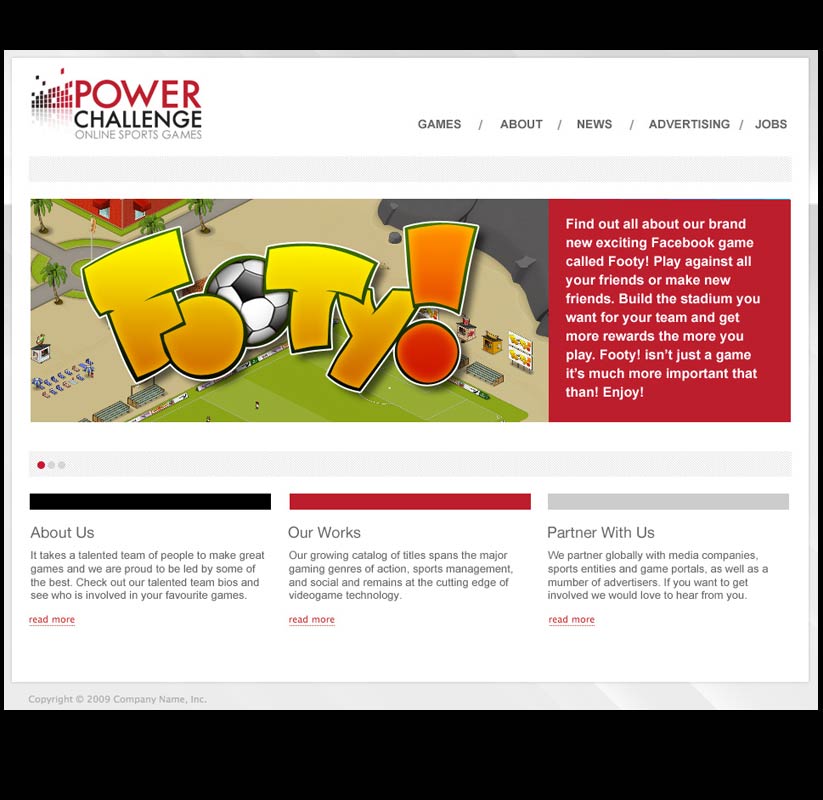 POWER
CHALLENGE
ONLINE SPORTS GAMES
GAMES / ABOUT / NEWS / ADVERTISING / JOBS
FOOTY!
Find out all about our brand
new exciting Facebook game
called Footy! Play against all
your friends or make new
friends. Build the stadium you
want for your team and get
more rewards the more you
play. Footy! isn’t just a game
it’s much more important that
than! Enjoy!
About Us
It takes a talented team of people to make great
games and we are proud to be led by some of
the best. Check out our talented team bios and
see who is involved in your favourite games.
read more
Our Works
Our growing catalog of titles spans the major
gaming genres of action, sports management,
and social and remains at the cutting edge of
videogame technology.
read more
Partner With Us
We partner globally with media companies,
sports entities and game portals, as well as a
mumber of advertisers. If you want to get
involved we would love to hear from you.
read more
Copyright © 2009 Company Name, Inc.